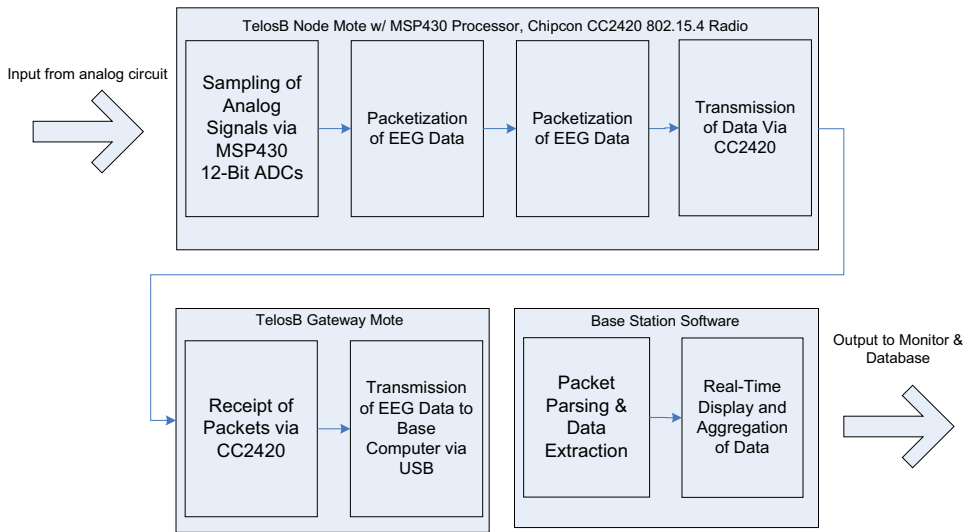 TelosB Node Mote w/ MSP430 Processor, Chipcon CC2420 802.15.4 Radio
Input from analog circuit
Sampling of
Analog
Signals via
MSP430
12-Bit ADCs
Packetization
of EEG Data
Packetization
of EEG Data
Transmission
of Data Via
CC2420
TelosB Gateway Mote
Receipt of
Packets via
CC2420
Transmission
of EEG Data to
Base
Computer via
USB
Base Station Software
Packet
Parsing &
Data
Extraction
Real-Time
Display and
Aggregation
of Data
Output to Monitor &
Database